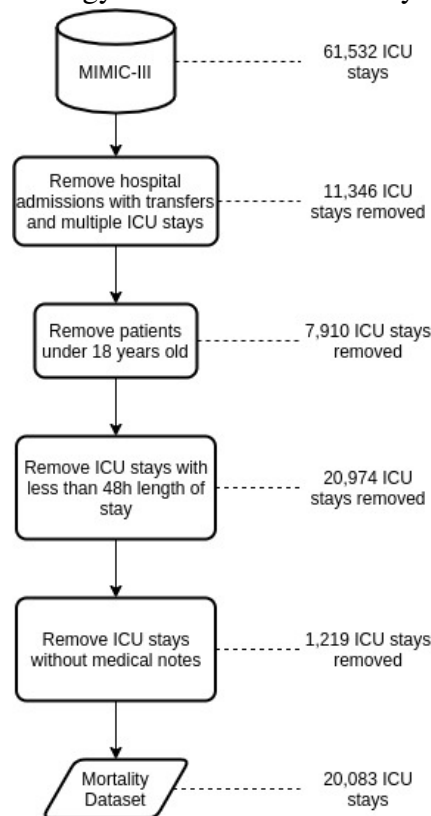 MIMIC-III
61,532 ICU
stays
Remove hospital
admissions with transfers
and multiple ICU stays
11,346 ICU
stays removed
Remove patients
under 18 years old
7,910 ICU stays
removed
Remove ICU stays with
less than 48h length of
stay
20,974 ICU
stays removed
Remove ICU stays
without medical notes
1,219 ICU stays
removed
Mortality
Dataset
20,083 ICU
stays